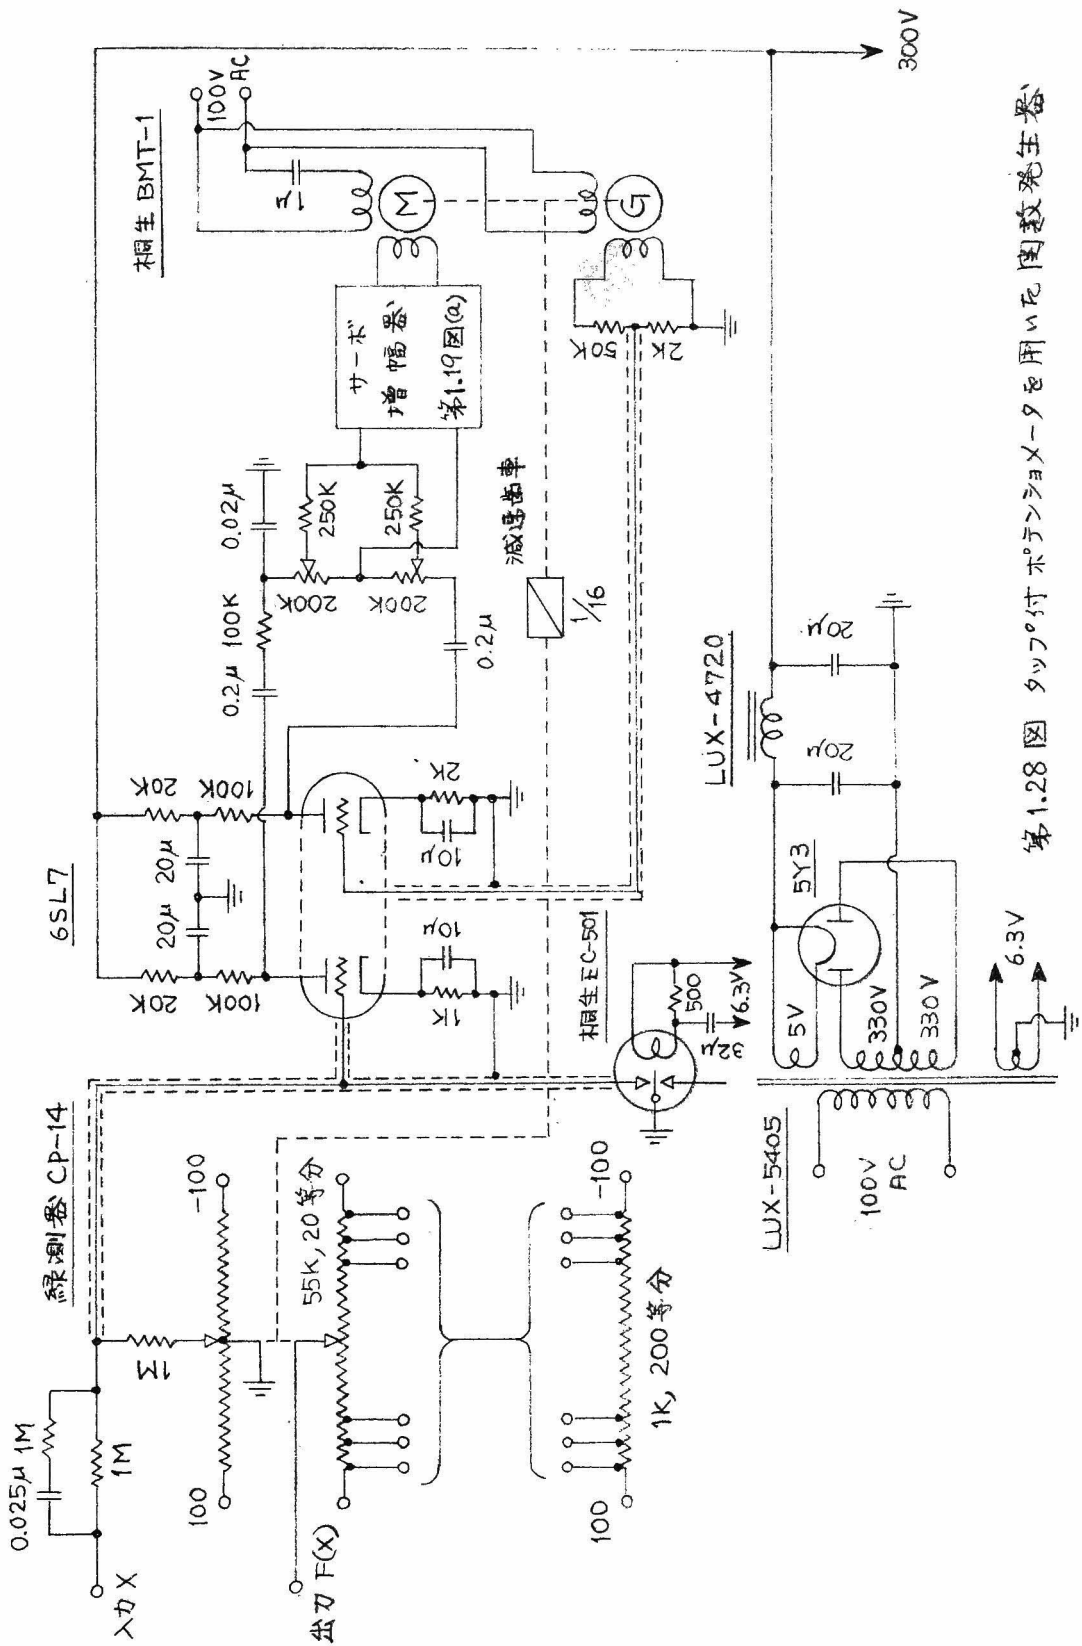 入力 X
0.025μ 1M
1M
緑測器 CP-14
1M
100
-100
出力 F(x)
55K, 20等分
100
-100
1K, 200等分
6SL7
20K
20K
20μ
20μ
100K
100K
0.2μ
100K
0.02μ
200K
200K
250K
250K
0.2μ
1K
10μ
10μ
2K
サーボ
増幅器
第1.19図(a)
桐生 BMT-1
100V
AC
1μ
M
G
50K
2K
減速歯車
1/16
桐生EC-501
500
32μ
6.3V
LUX-5405
100V
AC
5V
330V
330V
6.3V
5Y3
LUX-4720
20μ
20μ
300V
第1.28図 タップ付ポテンショメータを用いた関数発生器